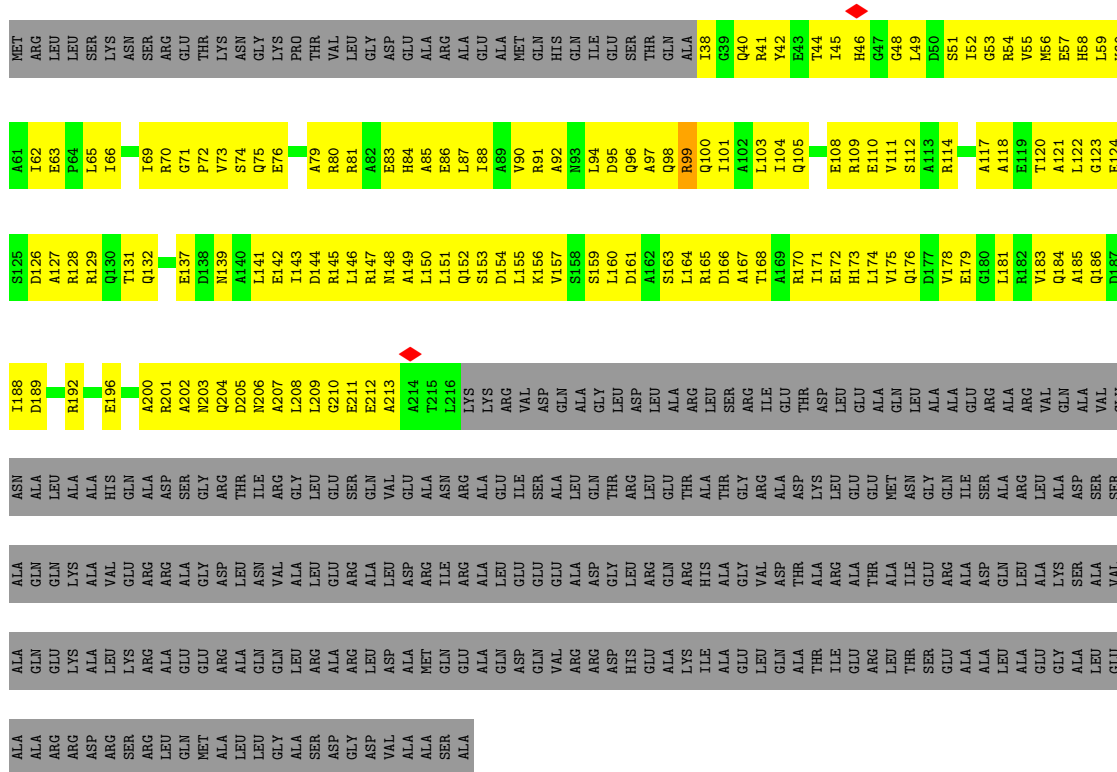 MET ARG LEU LEU SER LYS ASN SER ARG GLU THR LYS ASN GLY LYS PRO THR VAL LEU GLY ASP GLU ALA ARG ALA GLU ALA MET GLN HIS GLN ILE GLU SER THR GLN ALA I38 G39 Q40 R41 Y42 E43 T44 I45 H46 G47 G48 L49 D50 S51 I52 G53 R54 V55 M56 E57 H58 L59
A61 I62 E63 P64 L65 I66 I69 R70 G71 P72 V73 S74 Q75 E76 A79 R80 R81 A82 E83 H84 A85 E86 L87 I88 A89 V90 R91 A92 N93 L94 D95 Q96 A97 Q98 R99 Q100 I101 A102 L103 I104 Q105 E108 R109 E110 V111 S112 A113 R114 A117 A118 E119 T120 A121 L122 G123 E124
S125 D126 A127 R128 R129 Q130 T131 Q132 E137 D138 N139 A140 L141 E142 I143 D144 R145 L146 R147 N148 A149 L150 L151 Q152 S153 D154 L155 K156 V157 S158 S159 L160 D161 A162 S163 L164 R165 D166 A167 T168 A169 R170 I171 E172 H173 L174 V175 Q176 D177 V178 E179 G180 L181 R182 V183 Q184 A185 Q186 D187
I188 D189 R192 E196 A200 R201 A202 N203 Q204 D205 N206 A207 L208 L209 G210 E211 E212 A213 A214 T215 L216 LYS LYS ARG VAL ASP GLN ALA GLY LEU ASP LEU ALA ARG LEU SER ARG ILE GLU THR ASP LEU GLU ALA GLN LEU ALA ALA GLU ARG ALA ARG VAL GLN ALA VAL
ASN ALA LEU ALA ALA HIS GLN ALA ASP SER GLY ARG THR ILE ARG GLY LEU GLU SER GLN VAL GLU ALA ASN ARG ALA GLU ILE SER ALA LEU GLN THR ARG LEU GLU THR ALA THR GLY ARG ALA ASP LYS LEU GLU GLU MET ASN GLY GLN ILE SER ALA ARG LEU ALA ASP SER SER
ALA GLN GLN LYS ALA VAL GLU ARG ARG ALA GLY ASP LEU ASN VAL ALA LEU GLU ARG ALA LEU ASP ARG ILE ARG ALA LEU GLU GLU GLU ALA ASP GLY LEU ARG GLN ARG HIS ALA GLY VAL ASP THR ALA ARG ALA THR ALA ILE GLU ARG ALA ASP GLN LEU ALA LYS SER ALA VAL
ALA GLN GLU LYS ALA LEU LYS ARG ALA GLU GLU ARG ALA GLN GLN LEU ARG ALA ARG LEU ASP ALA MET GLN GLU ALA GLN ASP GLN VAL ARG ARG ASP HIS GLU ALA LYS ILE ALA GLU LEU GLN ALA THR ILE GLU ARG LEU THR SER GLU ALA ALA LEU ALA GLU GLY ALA LEU GLU
ALA ALA ARG ARG ASP ARG SER ARG LEU GLN MET ALA LEU LEU GLY ALA SER ASP GLY ASP VAL ALA ALA SER ALA